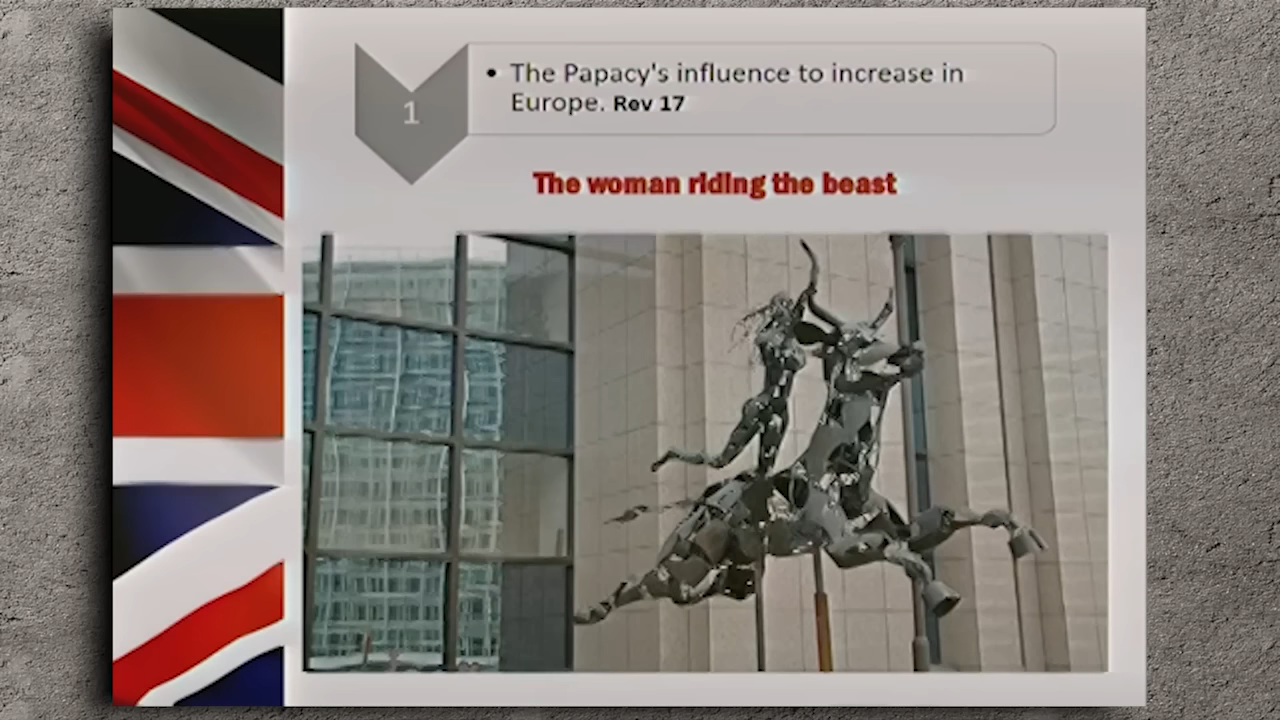 1
• The Papacy's influence to increase in
Europe. Rev 17
The woman riding the beast